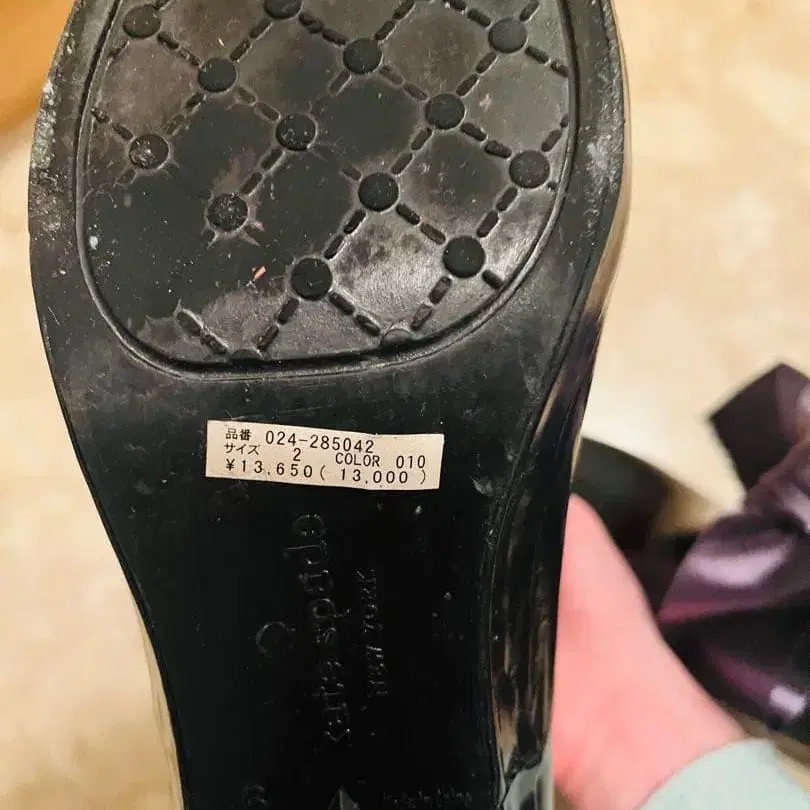 品番 024-285042
サイズ 2 COLOR 010
¥13,650( 13,000 )
kate spade
NEW YORK